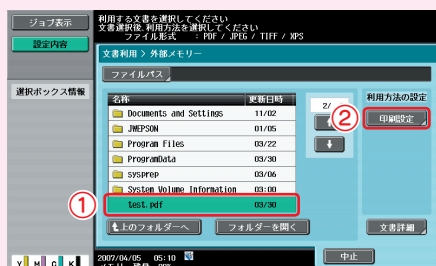 ジョブ表示
設定内容
利用する文書を選択してください
文書選択後、利用方法を選択してください
ファイル形式 : PDF / JPEG / TIFF / XPS
文書利用 > 外部メモリー
ファイルパス
選択ボックス情報
名称 更新日時
Documents and Settings 11/02
JWEPSON 01/05
Program Files 03/22
ProgramData 03/30
sysprep 03/06
System Volume Information 03:00
test.pdf 03/30
2/
利用方法の設定
①
②
印刷設定
↑上のフォルダーへ
フォルダーを開く
文書詳細
2007/04/05 05:10
中止
Y M C K